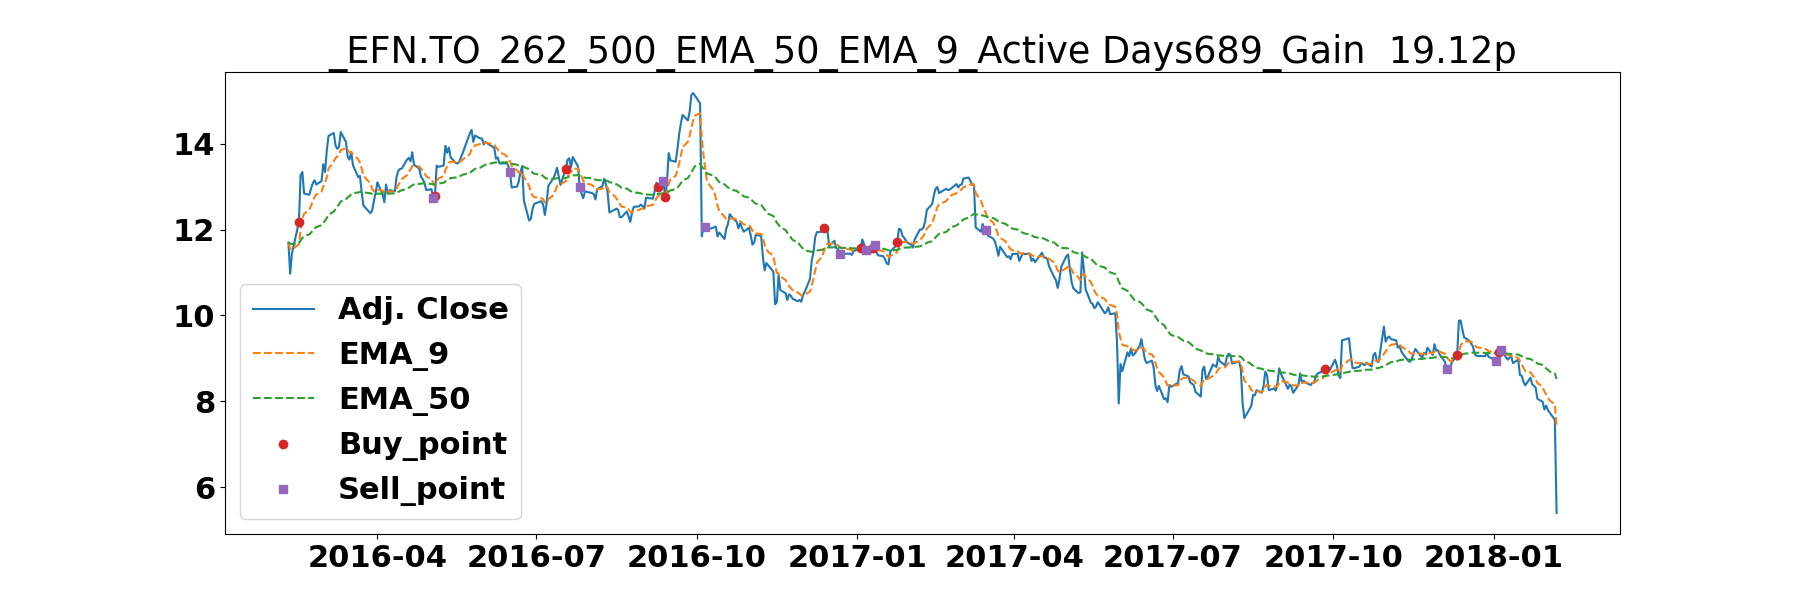 _EFN.TO_262_500_EMA_50_EMA_9_Active Days689_Gain  19.12p
14
12
10
8
6
Adj. Close
EMA_9
EMA_50
Buy_point
Sell_point
2016-04 2016-07 2016-10 2017-01 2017-04 2017-07 2017-10 2018-01